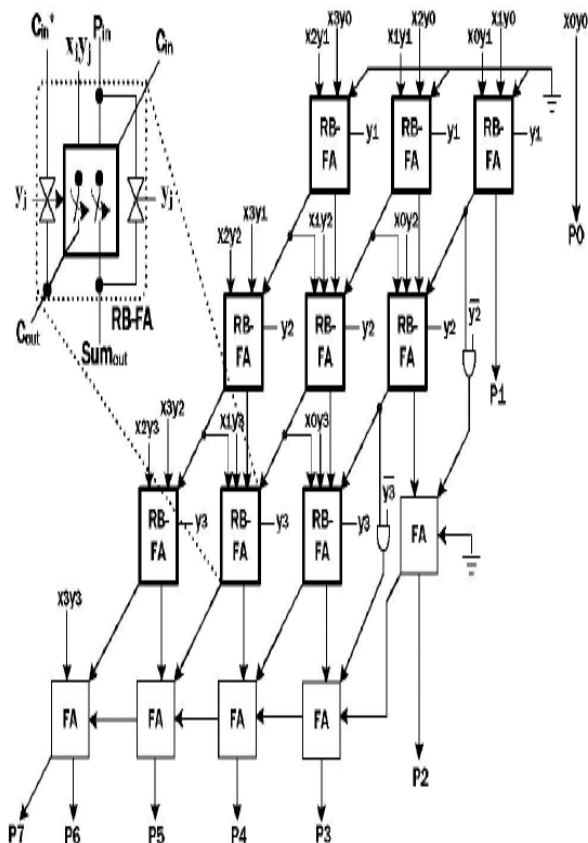 Cin* Pin
xiyj Cin
yj yj
RB-FA
Cout
Sumout
x3y0 x2y0 x1y0 x0y0
x2y1 x1y1 x0y1
RB-FA y1 RB-FA y1 RB-FA y1
P0
x3y1 x1y2 x0y2
x2y2
RB-FA y2 RB-FA y2 RB-FA y2
y̅2̅
P1
x3y2 x1y3 x0y3
x2y3
RB-FA y3 RB-FA y3 RB-FA y3
y̅3̅
FA
x3y3
FA FA FA FA
P2
P7 P6 P5 P4 P3